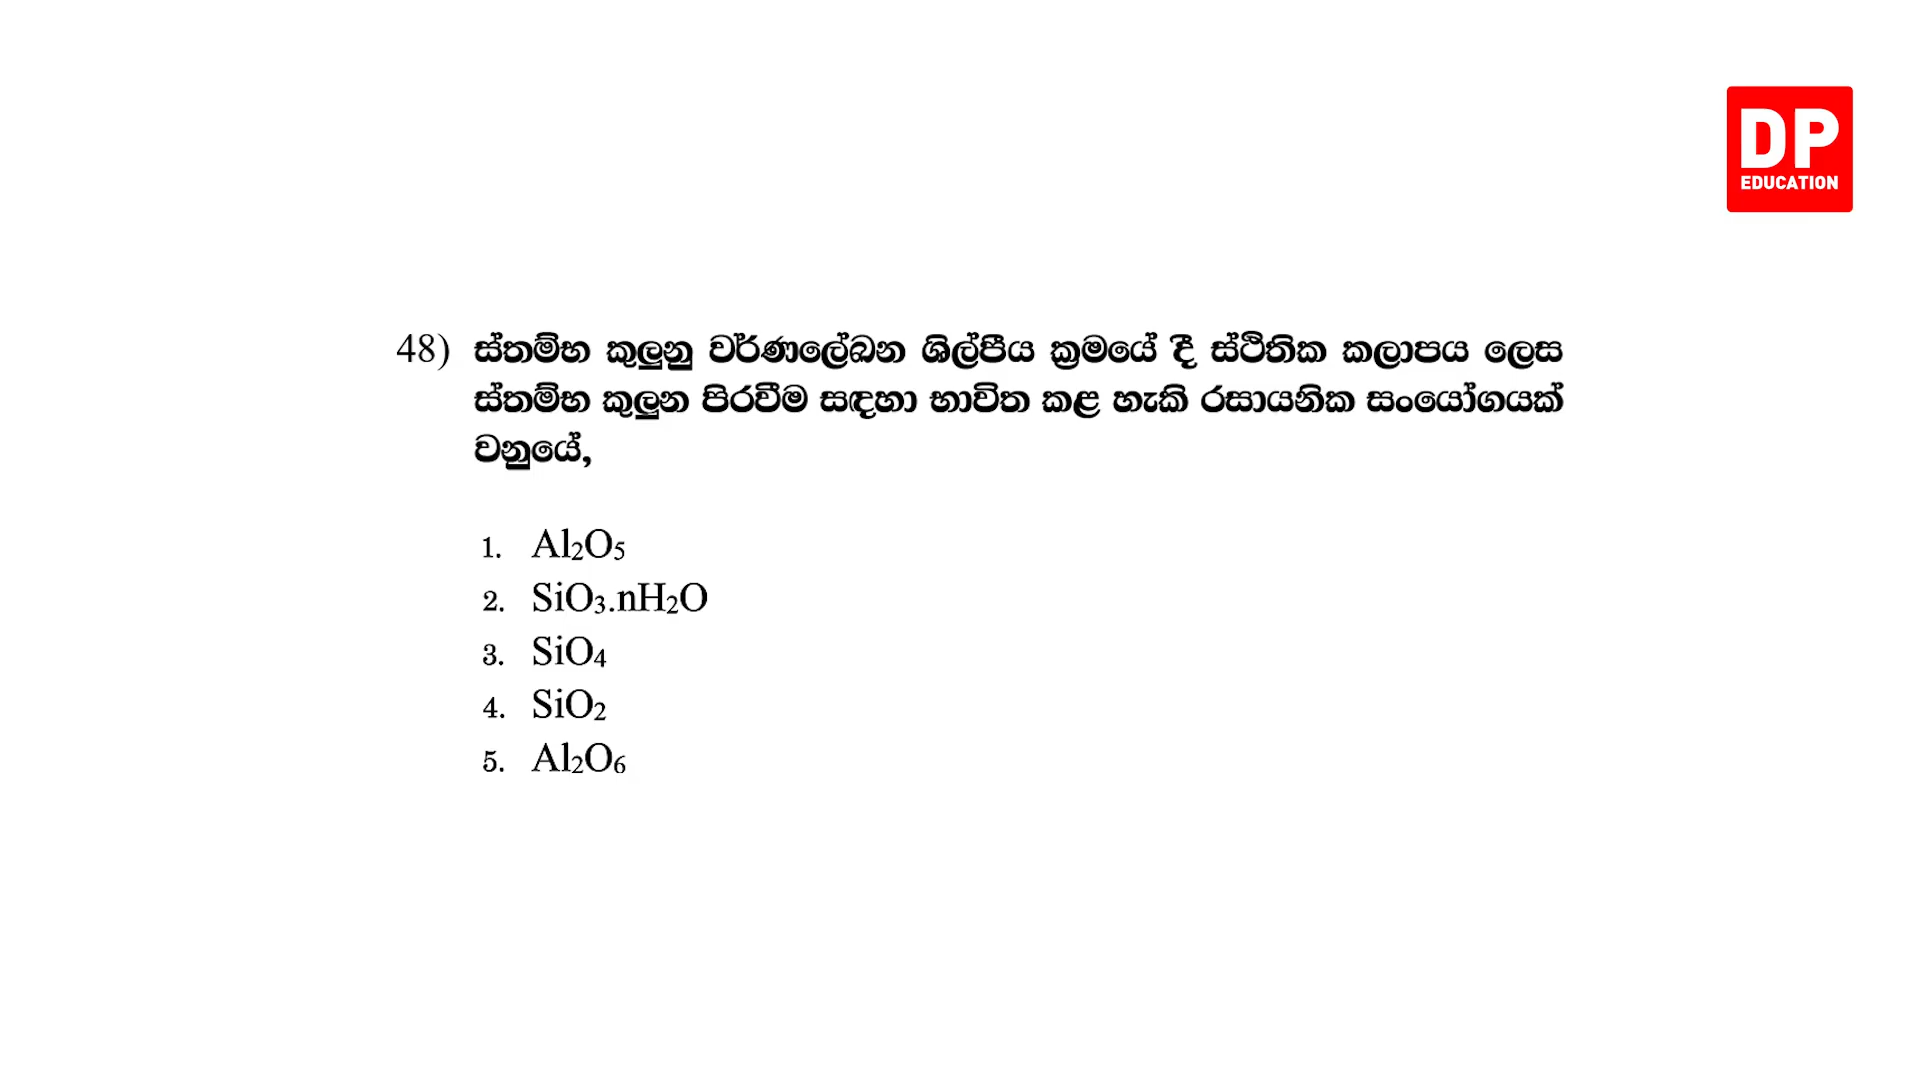 DP
EDUCATION
48) ස්තම්භ කුලුනු වර්ණලේඛන ශිල්පීය ක්‍රමයේ දී ස්ථිතික කලාපය ලෙස
ස්තම්භ කුලුන පිරවීම සඳහා භාවිත කළ හැකි රසායනික සංයෝගයක්
වනුයේ,
1. Al₂O₅
2. SiO₃.nH₂O
3. SiO₄
4. SiO₂
5. Al₂O₆